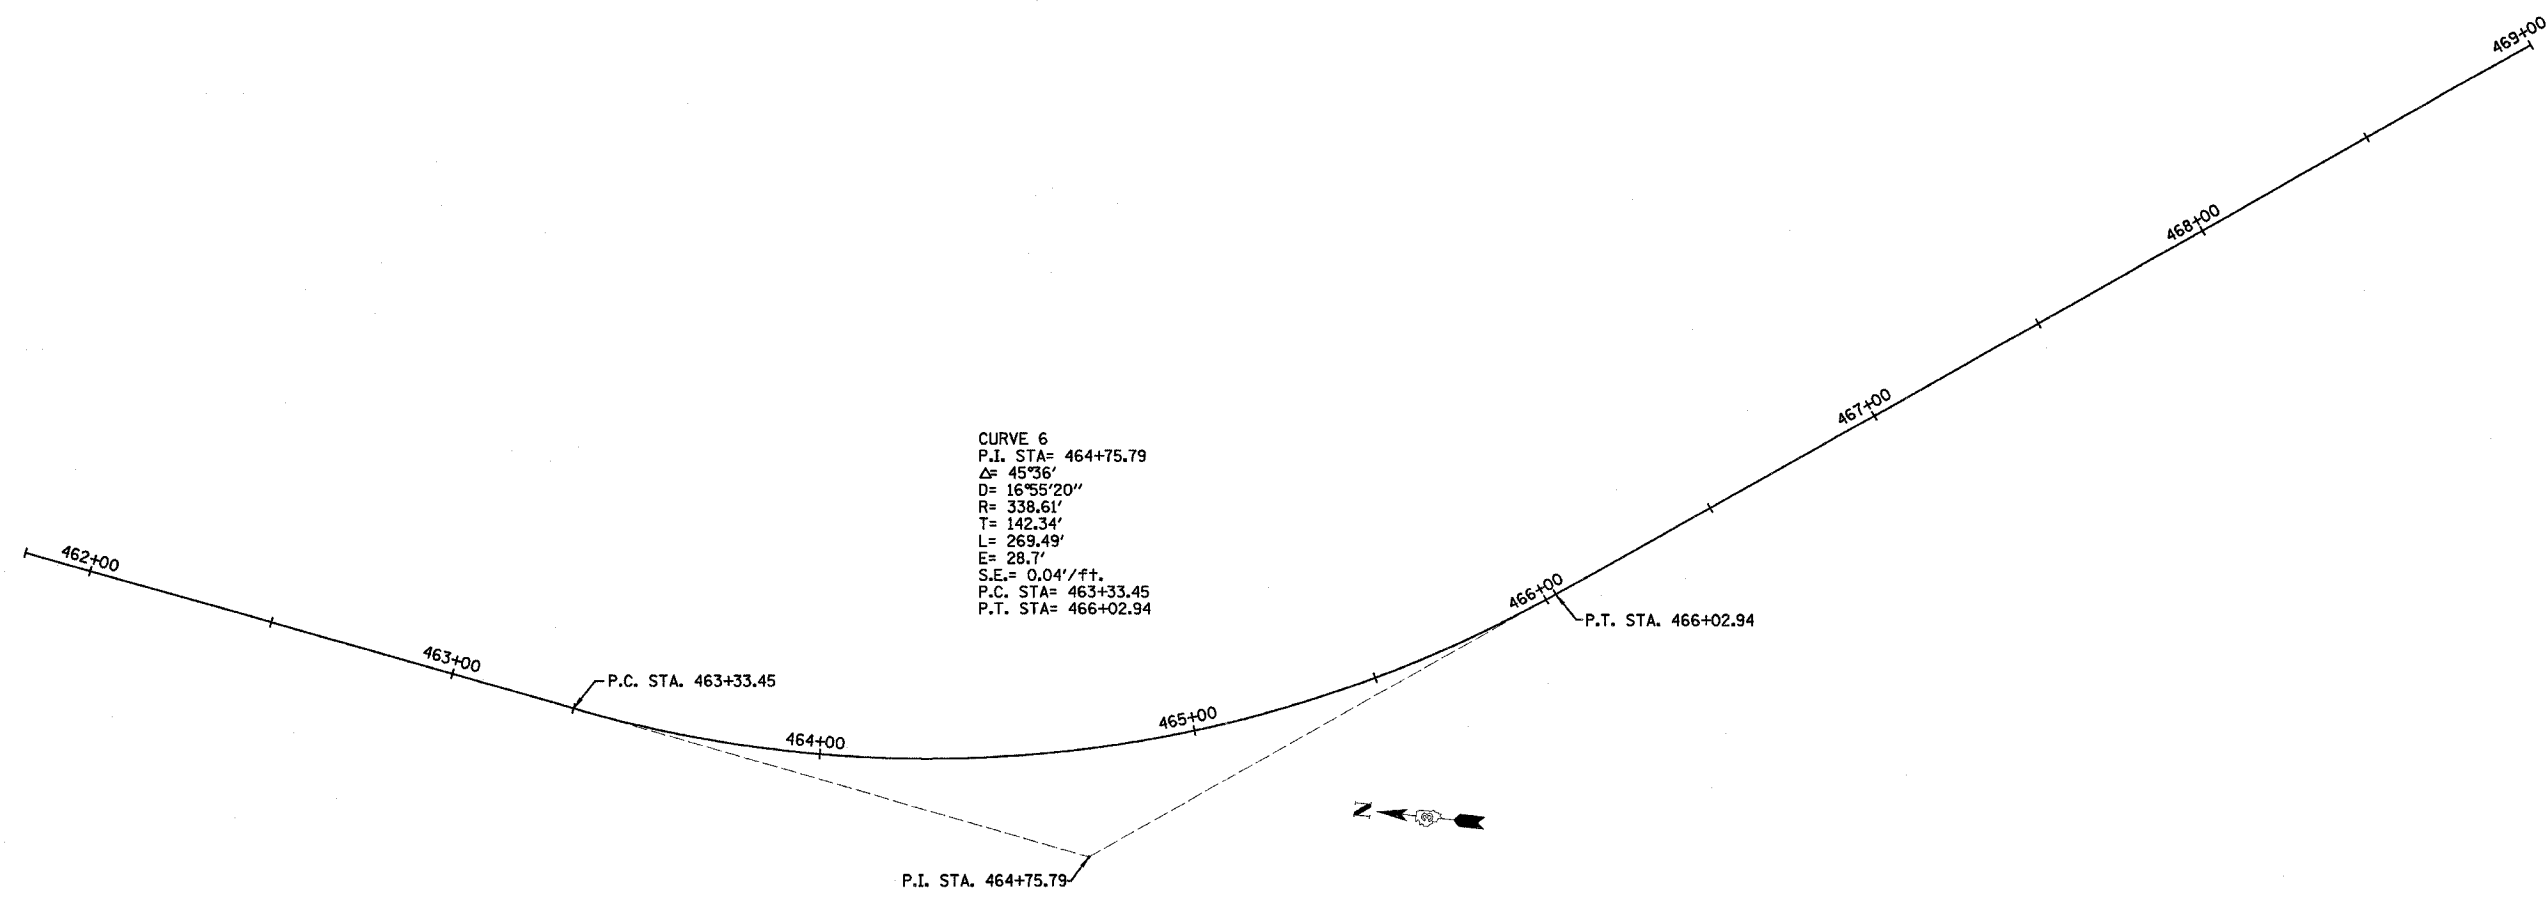 469+00
468+00
467+00
CURVE 6
P.I. STA= 464+75.79
Δ= 45°36'
D= 16°55'20''
R= 338.61'
T= 142.34'
L= 269.49'
E= 28.7'
S.E.= 0.04'/ft.
P.C. STA= 463+33.45
P.T. STA= 466+02.94
462+00
466+00
P.T. STA. 466+02.94
463+00
P.C. STA. 463+33.45
465+00
464+00
N
3
P.I. STA. 464+75.79